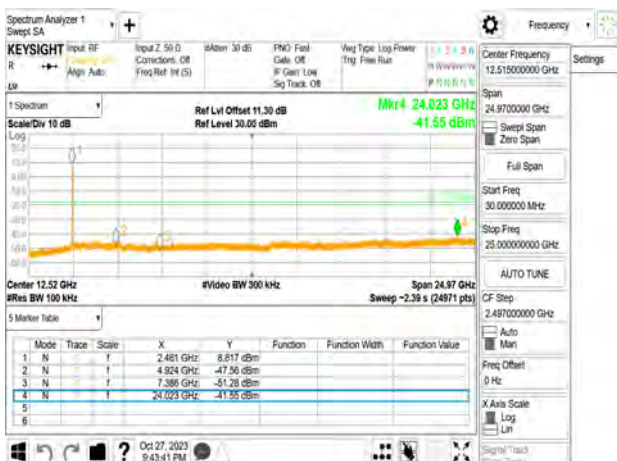 Spectrum Analyzer 1
Swept SA
+
Frequency
KEYSIGHT Input: RF
Input Z: 50 Ω
#Atten: 30 dB
PNO: Fast
Avg Type: Log-Power
R
Align: Auto
Corrections: Off
Freq Ref: Int (S)
Gate: Off
IF Gain: Low
Sig Track: Off
Trig: Free Run
Center Frequency
12.515000000 GHz
Settings
Span
24.9700000 GHz
Swept Span
Zero Span
Full Span
Start Freq
30.000000 MHz
Stop Freq
25.000000000 GHz
AUTO TUNE
CF Step
2.497000000 GHz
Auto
Man
Freq Offset
0 Hz
X Axis Scale
Log
Lin
Signal Track
1 Spectrum
Scale/Div 10 dB
Ref Lvl Offset 11.30 dB
Ref Level 30.00 dBm
Mkr4 24.023 GHz
-41.55 dBm
Log
1
2
3
4
Center 12.52 GHz
#Video BW 300 kHz
Span 24.97 GHz
#Res BW 100 kHz
Sweep ~2.39 s (24971 pts)
5 Marker Table
Mode Trace Scale X Y Function Function Width Function Value
1 N f 2.461 GHz 8.817 dBm
2 N f 4.924 GHz -47.56 dBm
3 N f 7.386 GHz -51.28 dBm
4 N f 24.023 GHz -41.55 dBm
5
6
?
Oct 27, 2023
9:43:41 PM